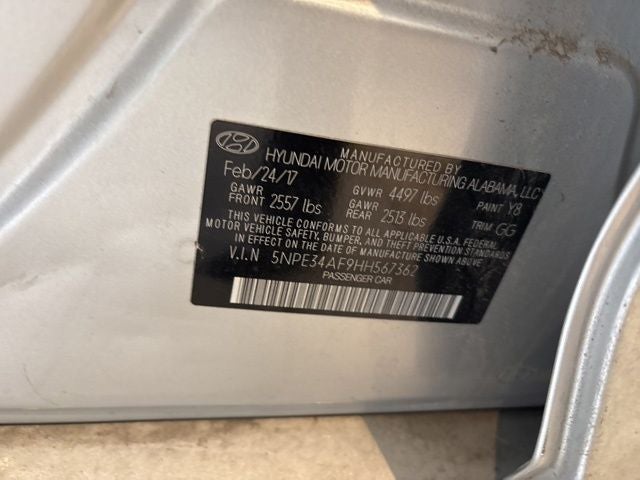 MANUFACTURED BY
HYUNDAI MOTOR MANUFACTURING ALABAMA, LLC
Feb/24/17 GVWR 4497 lbs PAINT Y8
GAWR FRONT 2557 lbs GAWR REAR 2513 lbs TRIM GG
THIS VEHICLE CONFORMS TO ALL APPLICABLE U.S.A. FEDERAL
MOTOR VEHICLE SAFETY, BUMPER, AND THEFT PREVENTION STANDARDS
IN EFFECT ON THE DATE OF MANUFACTURE SHOWN ABOVE
V.I.N 5NPE34AF9HH567362
PASSENGER CAR